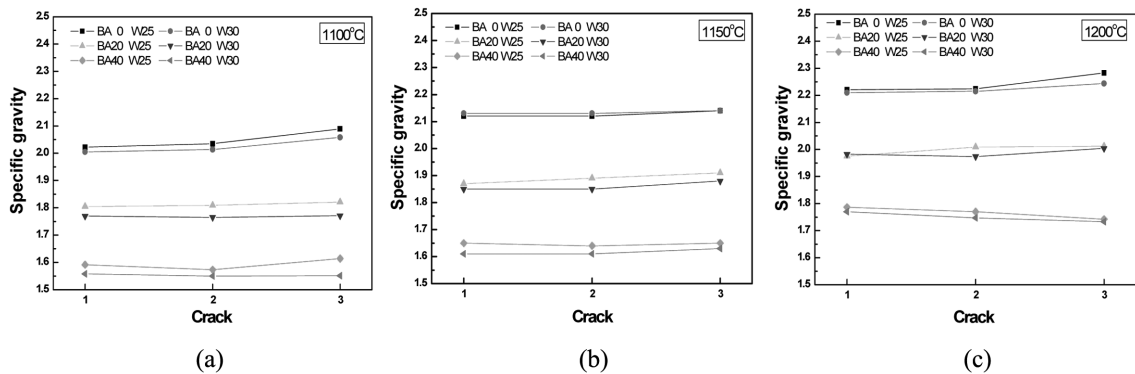 BA 0 W25 BA 0 W30
BA20 W25 BA20 W30
BA40 W25 BA40 W30
1100°C
Specific gravity
2.5
2.4
2.3
2.2
2.1
2.0
1.9
1.8
1.7
1.6
1.5
1 2 3
Crack
(a)
BA 0 W25 BA 0 W30
BA20 W25 BA20 W30
BA40 W25 BA40 W30
1150°C
Specific gravity
2.5
2.4
2.3
2.2
2.1
2.0
1.9
1.8
1.7
1.6
1.5
1 2 3
Crack
(b)
BA 0 W25 BA 0 W30
BA20 W25 BA20 W30
BA40 W25 BA40 W30
1200°C
Specific gravity
2.5
2.4
2.3
2.2
2.1
2.0
1.9
1.8
1.7
1.6
1.5
1 2 3
Crack
(c)